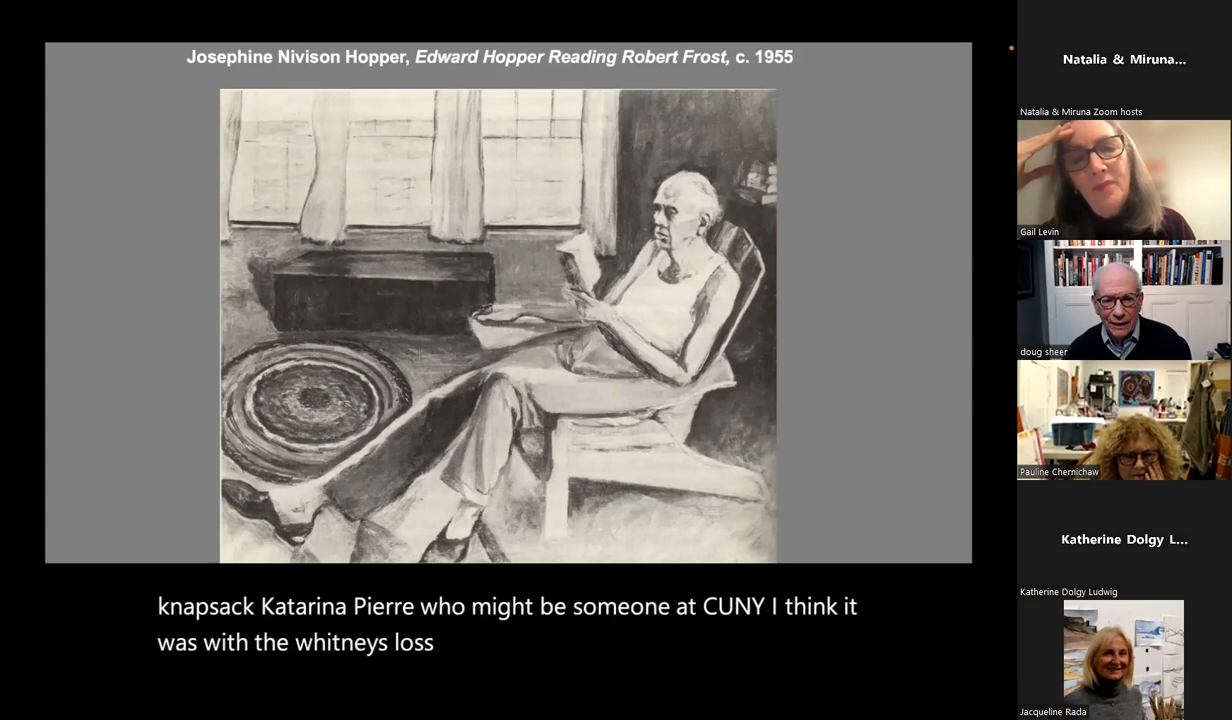 Josephine Nivison Hopper, Edward Hopper Reading Robert Frost, c. 1955
knapsack Katarina Pierre who might be someone at CUNY I think it
was with the whitneys loss
Natalia & Miruna...
Natalia & Miruna Zoom hosts
Gail Levin
doug sheer
Pauline Chernichaw
Katherine Dolgy L...
Katherine Dolgy Ludwig
Jacqueline Rada